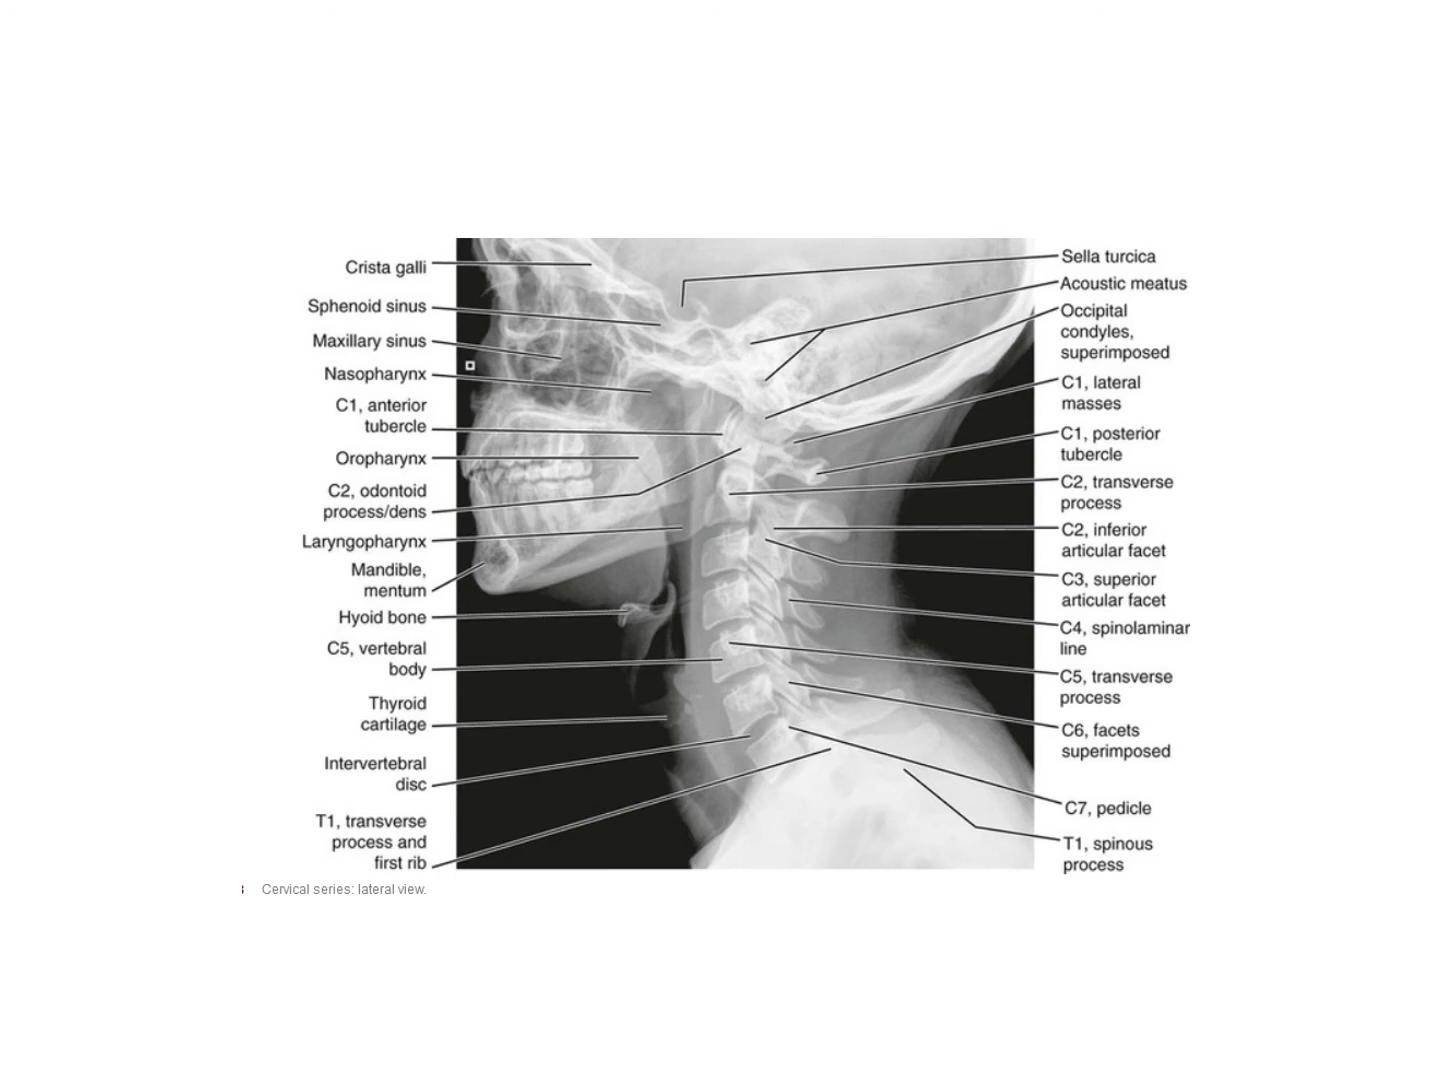 Crista galli
Sphenoid sinus
Maxillary sinus
Nasopharynx
C1, anterior
tubercle
Oropharynx
C2, odontoid
process/dens
Laryngopharynx
Mandible,
mentum
Hyoid bone
C5, vertebral
body
Thyroid
cartilage
Intervertebral
disc
T1, transverse
process and
first rib
Sella turcica
Acoustic meatus
Occipital
condyles,
superimposed
C1, lateral
masses
C1, posterior
tubercle
C2, transverse
process
C2, inferior
articular facet
C3, superior
articular facet
C4, spinolaminar
line
C5, transverse
process
C6, facets
superimposed
C7, pedicle
T1, spinous
process
Cervical series: lateral view.